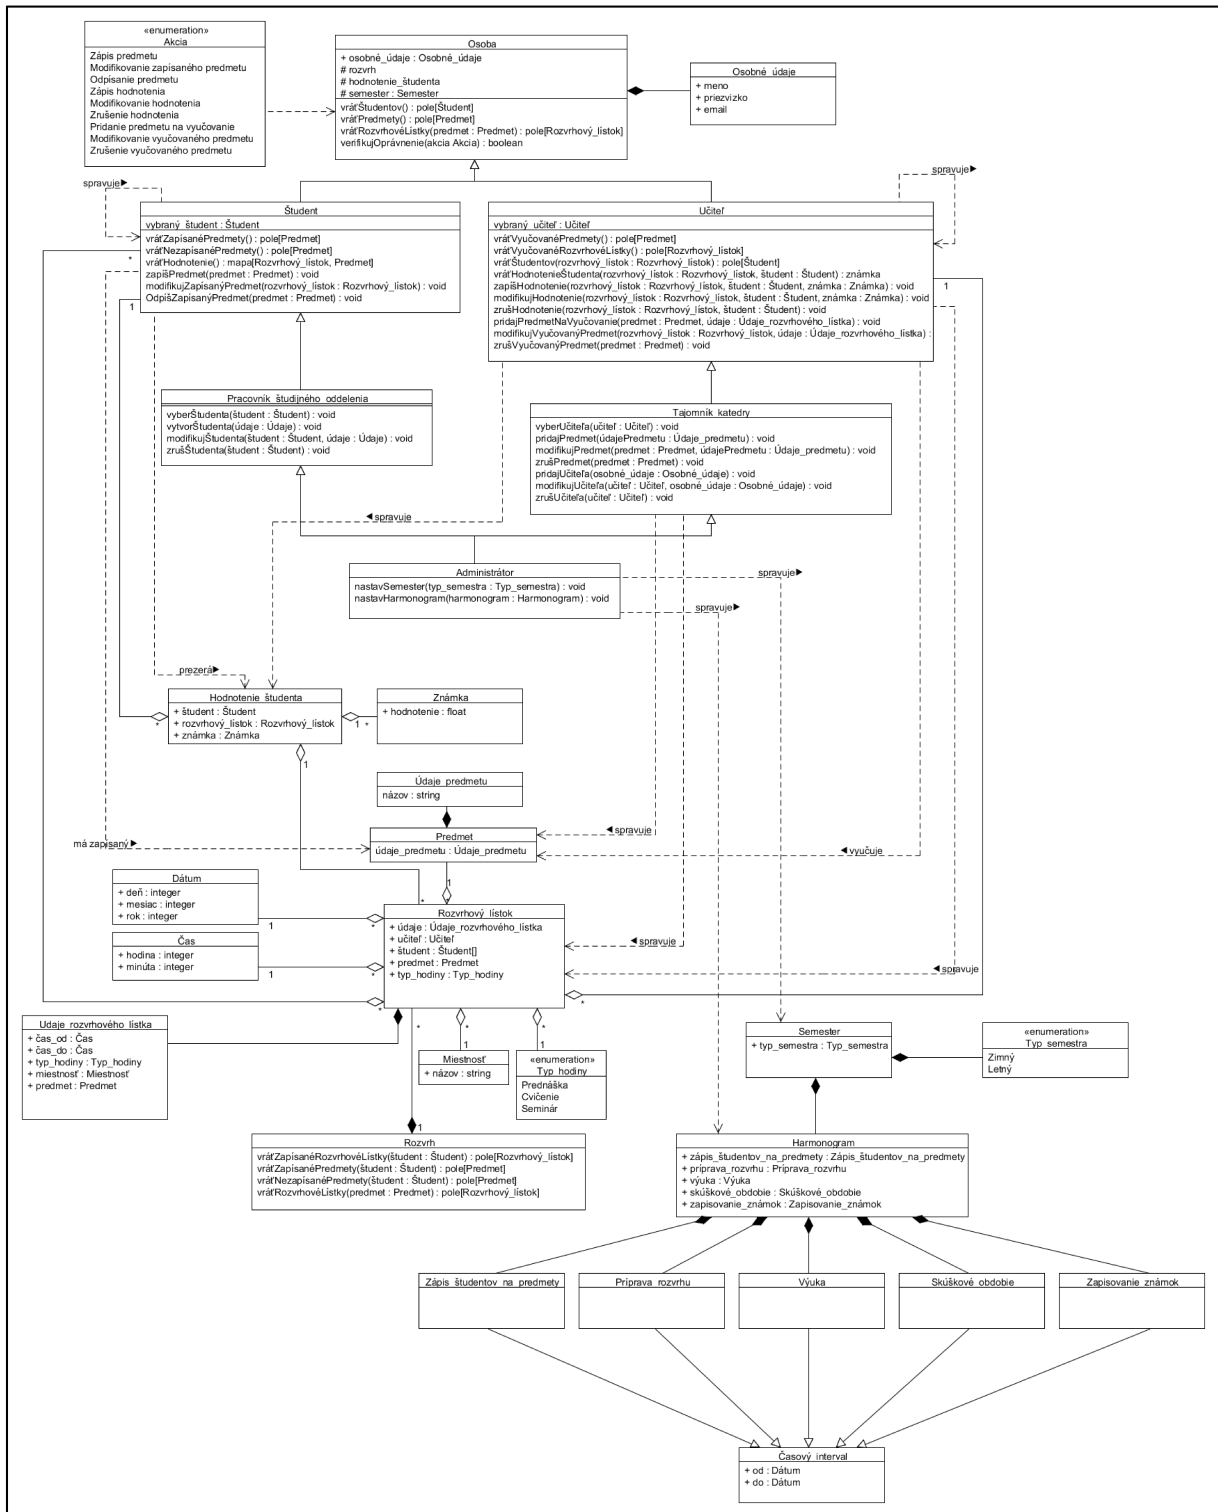 «enumeration»
Akcia
Zápis predmetu
Modifikovanie zapísaného predmetu
Odpísanie predmetu
Zápis hodnotenia
Modifikovanie hodnotenia
Zrušenie hodnotenia
Pridanie predmetu na vyučovanie
Modifikovanie vyučovaného predmetu
Zrušenie vyučovaného predmetu
Osoba
+ osobné_údaje : Osobné_údaje
# rozvrh
# hodnotenie_študenta
# semester : Semester
vráťŠtudentov() : pole[Študent]
vráťPredmety() : pole[Predmet]
vráťRozvrhovéLístky(predmet : Predmet) : pole[Rozvrhový_lístok]
verifikujOprávnenie(akcia Akcia) : boolean
Osobné_údaje
+ meno
+ priezvizko
+ email
spravuje▶
spravuje▶
Študent
vybraný_študent : Študent
vráťZapísanéPredmety() : pole[Predmet]
vráťNezapísanéPredmety() : pole[Predmet]
vráťHodnotenie() : mapa[Rozvrhový_lístok, Predmet]
zapíšPredmet(predmet : Predmet) : void
modifikujZapísanýPredmet(rozvrhový_lístok : Rozvrhový_lístok) : void
OdpíšZapísanýPredmet(predmet : Predmet) : void
*
1
Učiteľ
vybraný_učiteľ : Učiteľ
vráťVyučovanéPredmety() : pole[Predmet]
vráťVyučovanéRozvrhovéLístky() : pole[Rozvrhový_lístok]
vráťŠtudentov(rozvrhový_lístok : Rozvrhový_lístok) : pole[Študent]
vráťHodnotenieŠtudenta(rozvrhový_lístok : Rozvrhový_lístok, študent : Študent) : známka
zapíšHodnotenie(rozvrhový_lístok : Rozvrhový_lístok, študent : Študent, známka : Známka) : void
modifikujHodnotenie(rozvrhový_lístok : Rozvrhový_lístok, študent : Študent, známka : Známka) : void
zrušHodnotenie(rozvrhový_lístok : Rozvrhový_lístok, študent : Študent) : void
pridajPredmetNaVyučovanie(predmet : Predmet, údaje : Údaje_rozvrhového_lístka) : void
modifikujVyučovanýPredmet(rozvrhový_lístok : Rozvrhový_lístok, údaje : Údaje_rozvrhového_lístka) :
zrušVyučovanýPredmet(predmet : Predmet) : void
1
Pracovník_študijného_oddelenia
vyberŠtudenta(študent : Študent) : void
vytvorŠtudenta(údaje : Údaje) : void
modifikujŠtudenta(študent : Študent, údaje : Údaje) : void
zrušŠtudenta(študent : Študent) : void
Tajomník_katedry
vyberUčiteľa(učiteľ : Učiteľ) : void
pridajPredmet(údajePredmetu : Údaje_predmetu) : void
modifikujPredmet(predmet : Predmet, údajePredmetu : Údaje_predmetu) : void
zrušPredmet(predmet : Predmet) : void
pridajUčiteľa(osobné_údaje : Osobné_údaje) : void
modifikujUčiteľa(učiteľ : Učiteľ, osobné_údaje : Osobné_údaje) : void
zrušUčiteľa(učiteľ : Učiteľ) : void
◀spravuje
Administrátor
nastavSemester(typ_semestra : Typ_semestra) : void
nastavHarmonogram(harmonogram : Harmonogram) : void
spravuje▶
spravuje▶
prezerá▶
Hodnotenie_študenta
+ študent : Študent
+ rozvrhový_lístok : Rozvrhový_lístok
+ známka : Známka
*
1
*
1
Známka
+ hodnotenie : float
Údaje_predmetu
názov : string
Predmet
údaje_predmetu : Údaje_predmetu
◀spravuje
má zapísaný▶
◀vyučuje
1
*
*
Dátum
+ deň : integer
+ mesiac : integer
+ rok : integer
1
*
Čas
+ hodina : integer
+ minúta : integer
1
*
Rozvrhový_lístok
+ údaje : Údaje_rozvrhového_lístka
+ učiteľ : Učiteľ
+ študent : Študent[]
+ predmet : Predmet
+ typ_hodiny : Typ_hodiny
◀spravuje
◀spravuje
*
*
Udaje_rozvrhového_lístka
+ čas_od : Čas
+ čas_do : Čas
+ typ_hodiny : Typ_hodiny
+ miestnosť : Miestnosť
+ predmet : Predmet
*
*
*
1
1
Miestnosť
+ názov : string
«enumeration»
Typ_hodiny
Prednáška
Cvičenie
Seminár
Semester
+ typ_semestra : Typ_semestra
«enumeration»
Typ_semestra
Zimný
Letný
1
Rozvrh
vráťZapísanéRozvrhovéLístky(študent : Študent) : pole[Rozvrhový_lístok]
vráťZapísanéPredmety(študent : Študent) : pole[Predmet]
vráťNezapísanéPredmety(študent : Študent) : pole[Predmet]
vráťRozvrhovéLístky(predmet : Predmet) : pole[Rozvrhový_lístok]
Harmonogram
+ zápis_študentov_na_predmety : Zápis_študentov_na_predmety
+ príprava_rozvrhu : Príprava_rozvrhu
+ výuka : Výuka
+ skúškové_obdobie : Skúškové_obdobie
+ zapisovanie_známok : Zapisovanie_známok
Zápis_študentov_na_predmety
Príprava_rozvrhu
Výuka
Skúškové_obdobie
Zapisovanie_známok
Časový_interval
+ od : Dátum
+ do : Dátum